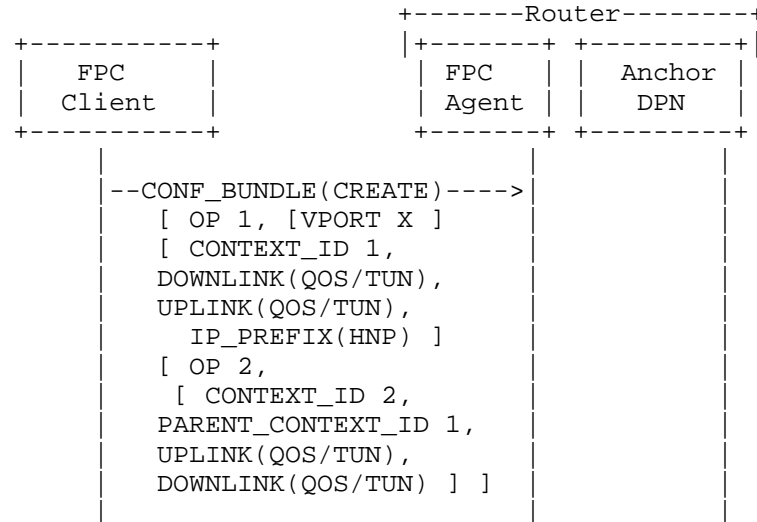 +-------Router--------+
+-----------+ |+-------+ +---------+|
| FPC | | FPC | | Anchor |
| Client | | Agent | | DPN |
+-----------+ +-------+ +---------+
| | |
|--CONF_BUNDLE(CREATE)---->| |
| [ OP 1, [VPORT X ] | |
| [ CONTEXT_ID 1, | |
| DOWNLINK(QOS/TUN), | |
| UPLINK(QOS/TUN), | |
| IP_PREFIX(HNP) ] | |
| [ OP 2, | |
| [ CONTEXT_ID 2, | |
| PARENT_CONTEXT_ID 1, | |
| UPLINK(QOS/TUN), | |
| DOWNLINK(QOS/TUN) ] ] | |
| | |